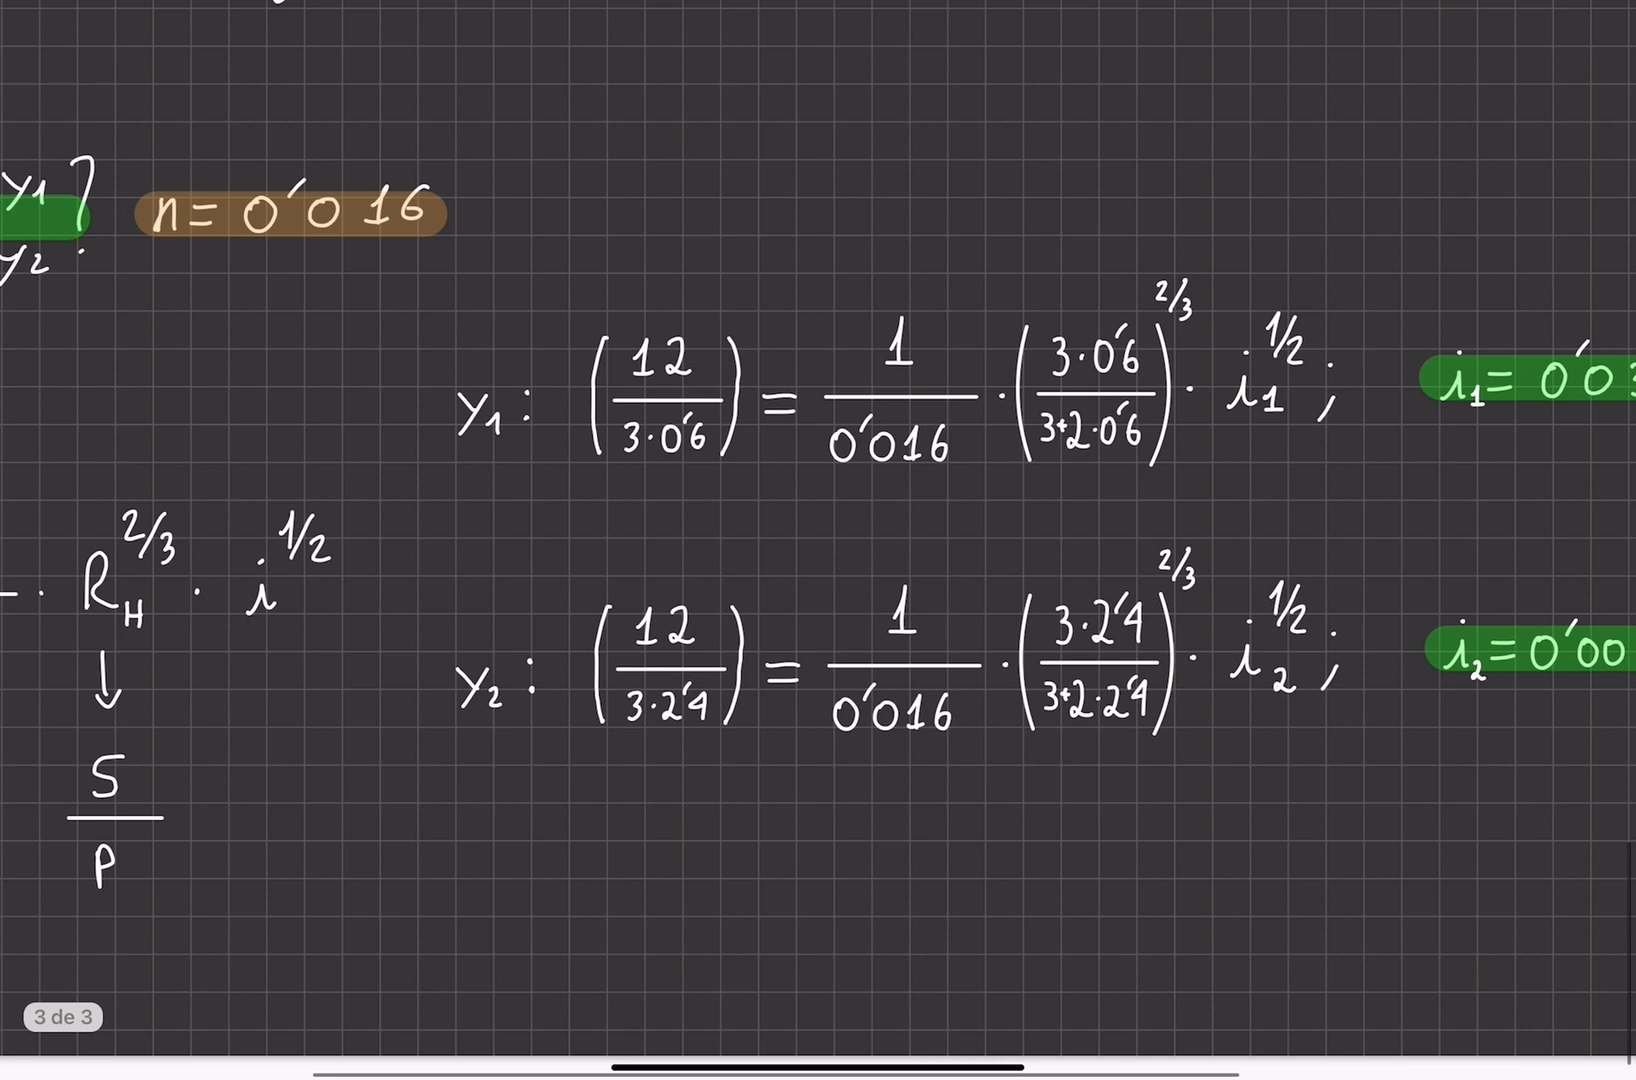 y1 ?
y2
n = 0'016
y1: (12 / 3·0'6) = 1 / 0'016 · (3·0'6 / 3+2·0'6)^2/3 · i1^1/2 ; i1 = 0'03
· RH^2/3 · i^1/2
↓
S
P
y2: (12 / 3·2'4) = 1 / 0'016 · (3·2'4 / 3+2·2'4)^2/3 · i2^1/2 ; i2 = 0'00
3 de 3